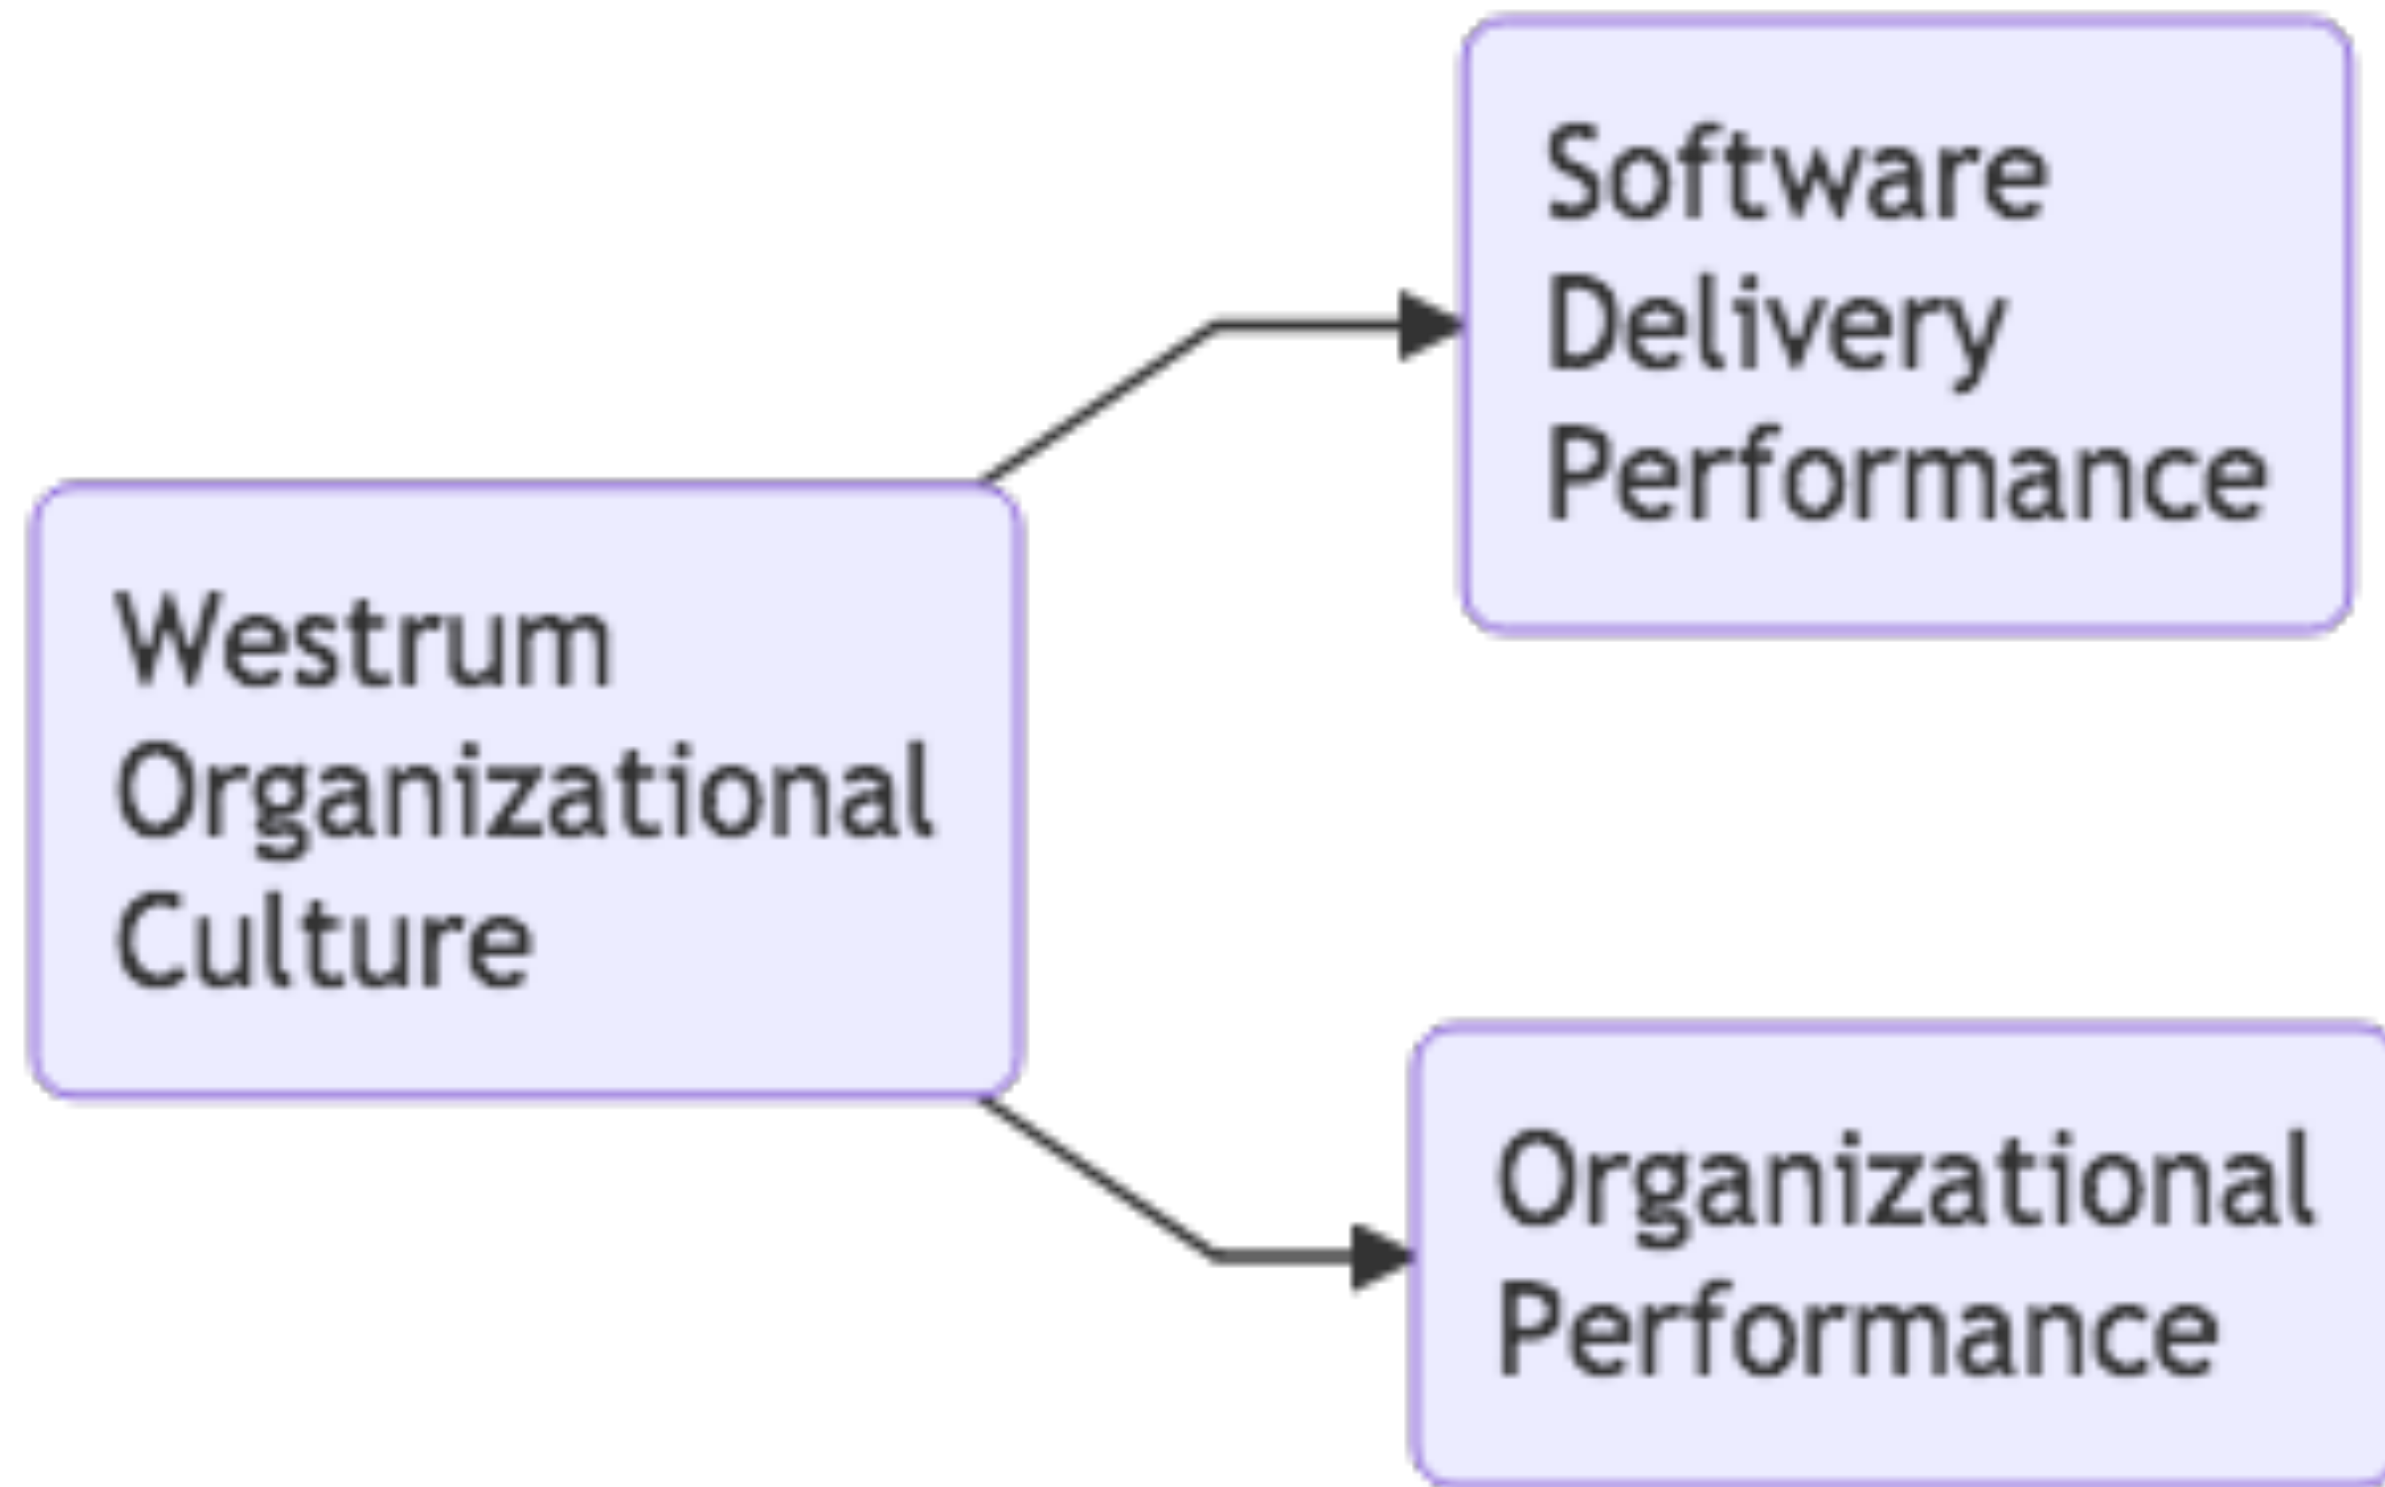 Software
Delivery
Performance
Westrum
Organizational
Culture
Organizational
Performance